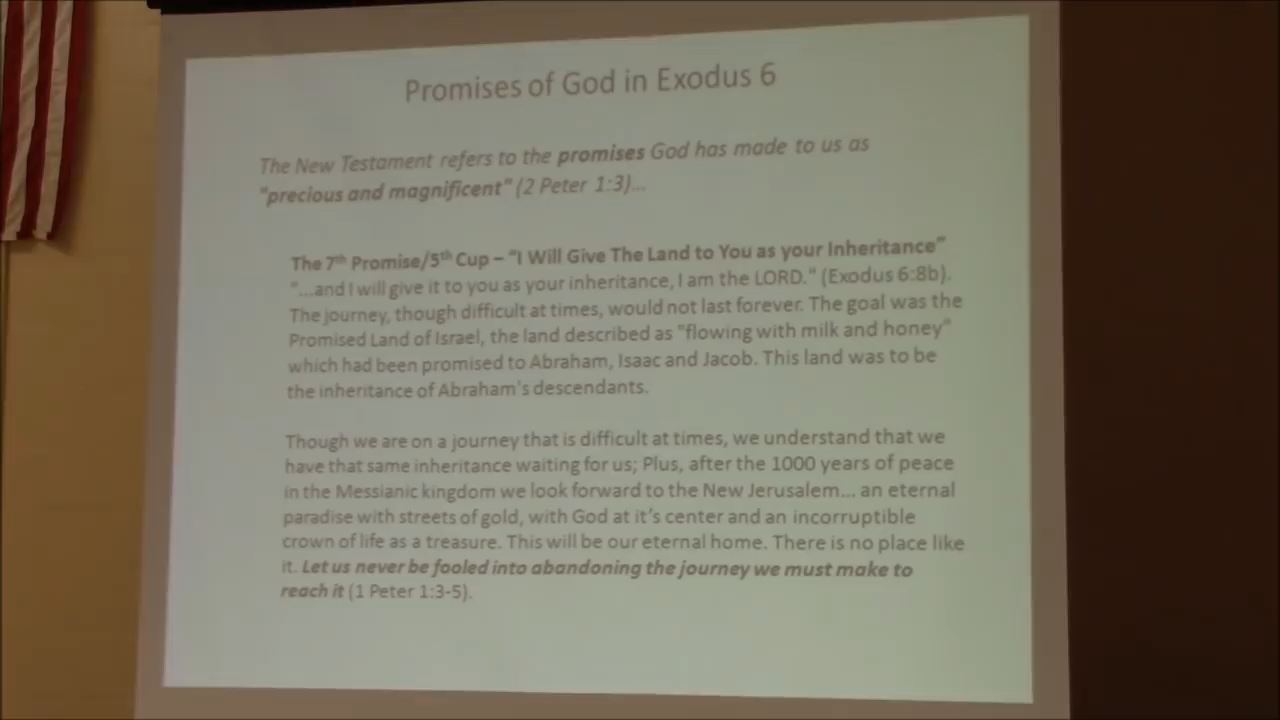 Promises of God in Exodus 6
The New Testament refers to the promises God has made to us as
"precious and magnificent" (2 Peter 1:3)...
The 7th Promise/5th Cup – “I Will Give The Land to You as your Inheritance”
“...and I will give it to you as your inheritance, I am the LORD.” (Exodus 6:8b).
The journey, though difficult at times, would not last forever. The goal was the
Promised Land of Israel, the land described as "flowing with milk and honey"
which had been promised to Abraham, Isaac and Jacob. This land was to be
the inheritance of Abraham's descendants.
Though we are on a journey that is difficult at times, we understand that we
have that same inheritance waiting for us; Plus, after the 1000 years of peace
in the Messianic kingdom we look forward to the New Jerusalem... an eternal
paradise with streets of gold, with God at it's center and an incorruptible
crown of life as a treasure. This will be our eternal home. There is no place like
it. Let us never be fooled into abandoning the journey we must make to
reach it (1 Peter 1:3-5).